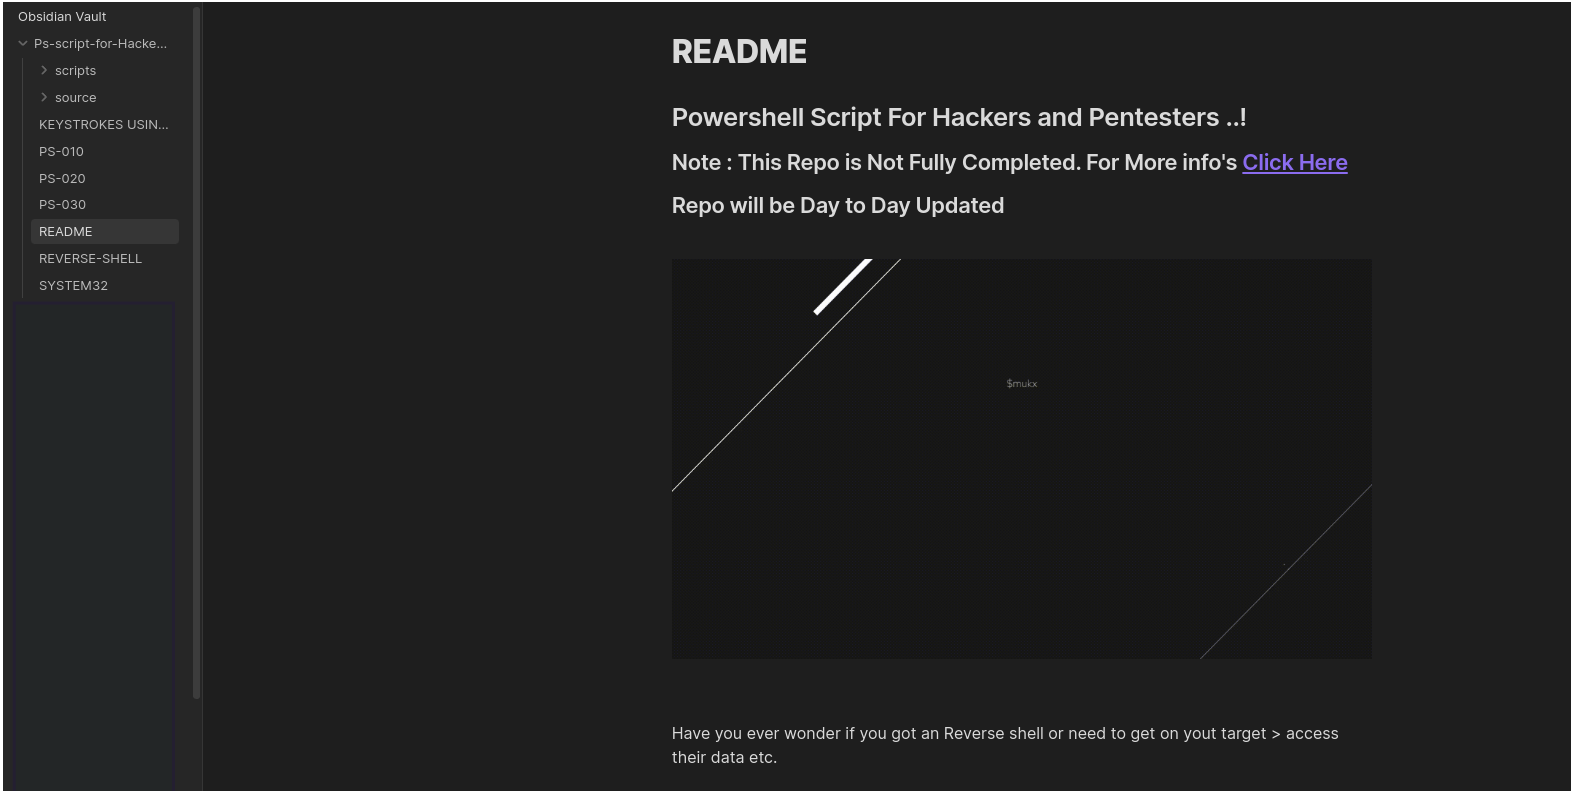 Obsidian Vault
Ps-script-for-Hacke...
scripts
source
KEYSTROKES USIN...
PS-010
PS-020
PS-030
README
REVERSE-SHELL
SYSTEM32
README
Powershell Script For Hackers and Pentesters ..!
Note : This Repo is Not Fully Completed. For More info's Click Here
Repo will be Day to Day Updated
$mukx
Have you ever wonder if you got an Reverse shell or need to get on yout target > access
their data etc.